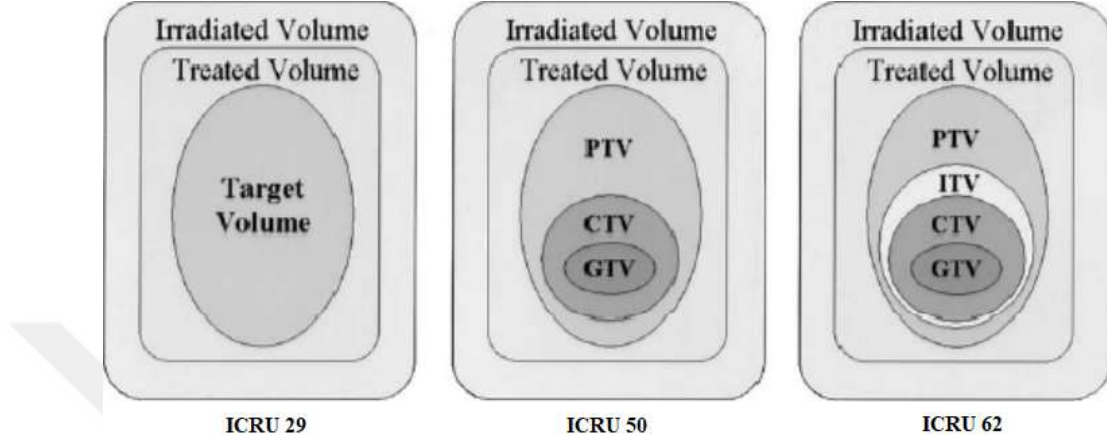 Irradiated Volume
Treated Volume
Target
Volume
ICRU 29
Irradiated Volume
Treated Volume
PTV
CTV
GTV
ICRU 50
Irradiated Volume
Treated Volume
PTV
ITV
CTV
GTV
ICRU 62